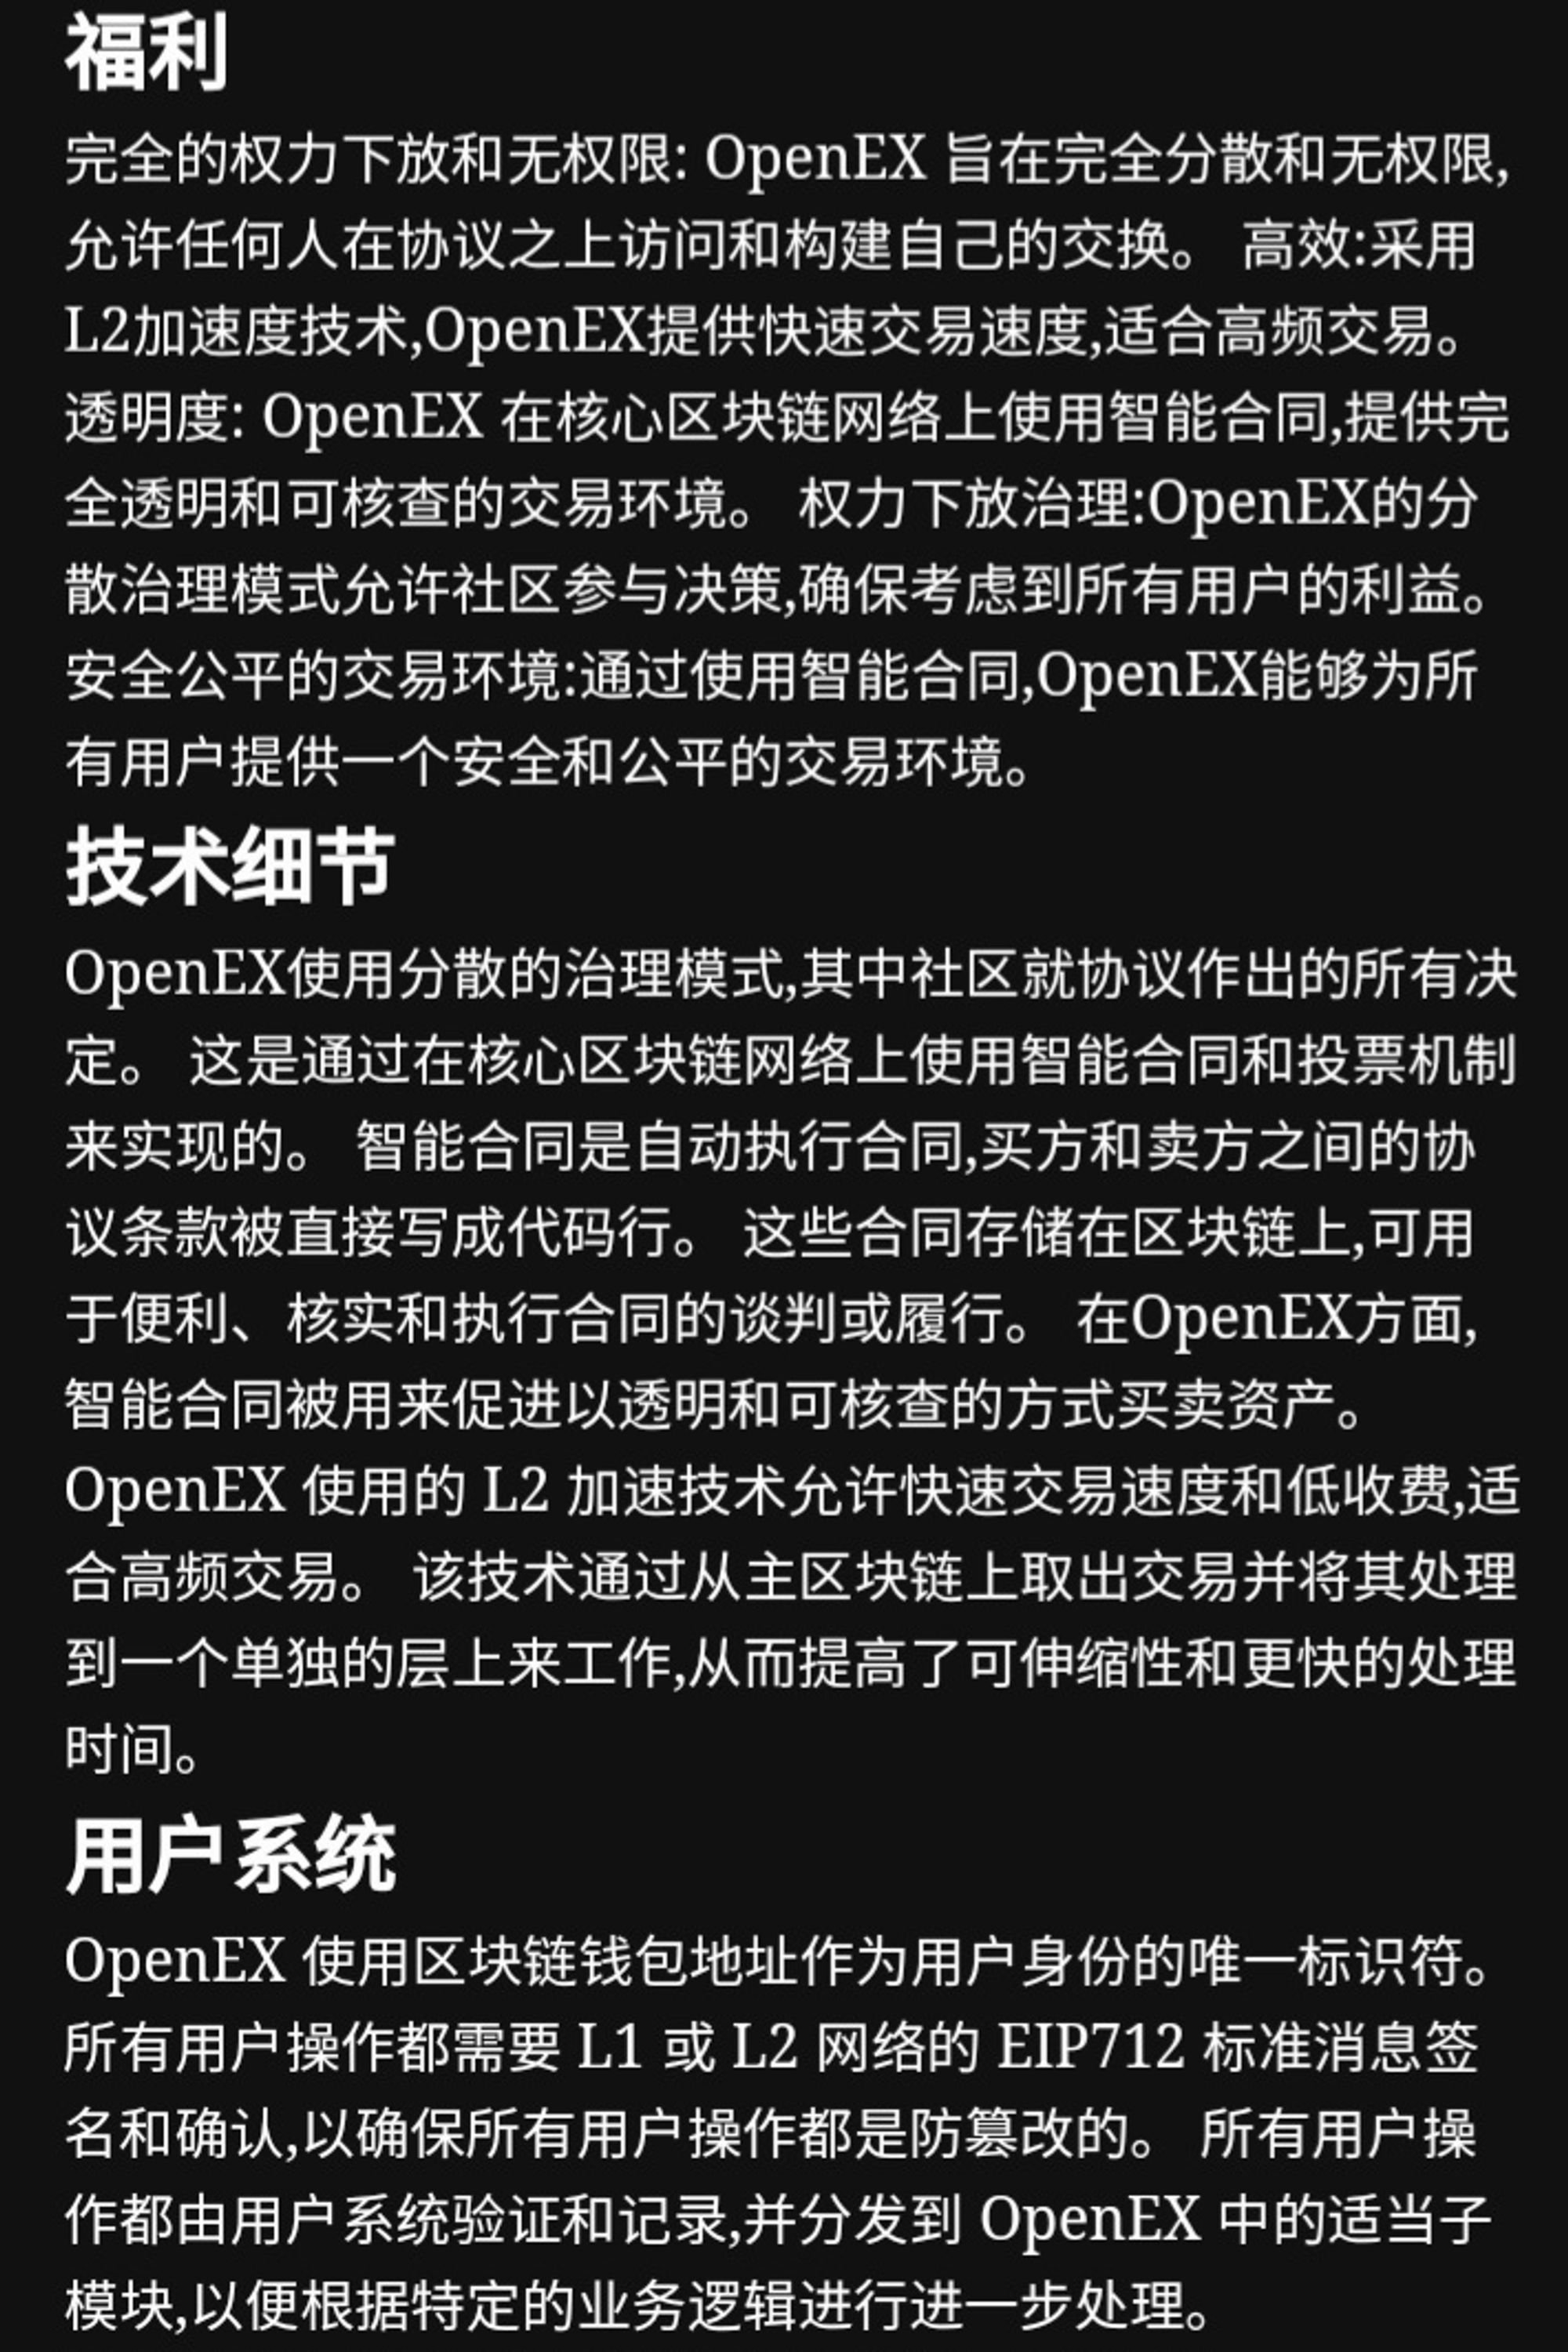 福利
完全的权力下放和无权限: OpenEX 旨在完全分散和无权限,
允许任何人在协议之上访问和构建自己的交换。 高效:采用
L2加速度技术,OpenEX提供快速交易速度,适合高频交易。
透明度: OpenEX 在核心区块链网络上使用智能合同,提供完
全透明和可核查的交易环境。 权力下放治理:OpenEX的分
散治理模式允许社区参与决策,确保考虑到所有用户的利益。
安全公平的交易环境:通过使用智能合同,OpenEX能够为所
有用户提供一个安全和公平的交易环境。
技术细节
OpenEX使用分散的治理模式,其中社区就协议作出的所有决
定。 这是通过在核心区块链网络上使用智能合同和投票机制
来实现的。 智能合同是自动执行合同,买方和卖方之间的协
议条款被直接写成代码行。 这些合同存储在区块链上,可用
于便利、核实和执行合同的谈判或履行。 在OpenEX方面,
智能合同被用来促进以透明和可核查的方式买卖资产。
OpenEX 使用的 L2 加速技术允许快速交易速度和低收费,适
合高频交易。 该技术通过从主区块链上取出交易并将其处理
到一个单独的层上来工作,从而提高了可伸缩性和更快的处理
时间。
用户系统
OpenEX 使用区块链钱包地址作为用户身份的唯一标识符。
所有用户操作都需要 L1 或 L2 网络的 EIP712 标准消息签
名和确认,以确保所有用户操作都是防篡改的。 所有用户操
作都由用户系统验证和记录,并分发到 OpenEX 中的适当子
模块,以便根据特定的业务逻辑进行进一步处理。